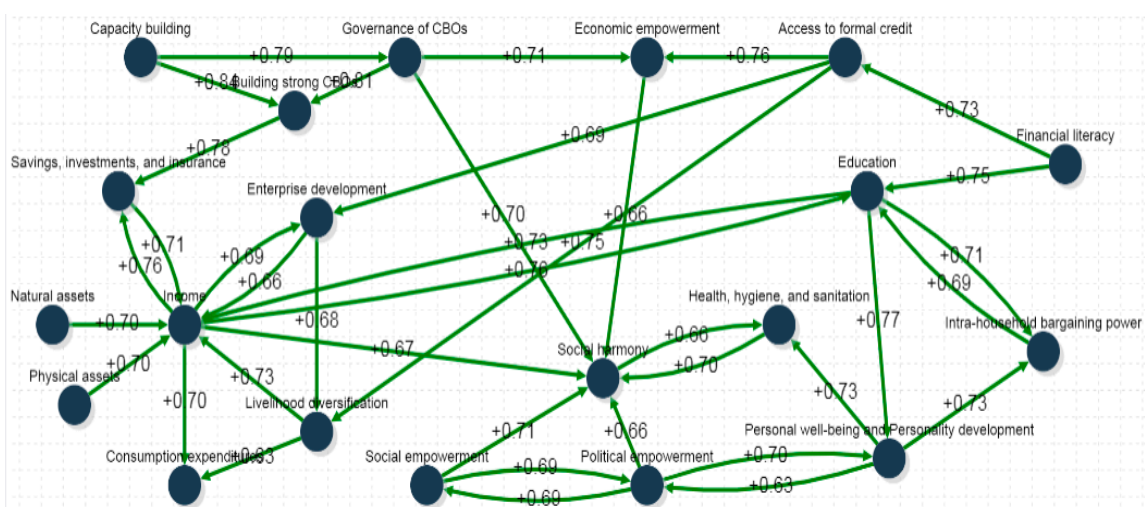 Capacity building
Governance of CBOs
Economic empowerment
Access to formal credit
+0.79
+0.71
+0.76
+0.84
Building strong CBOs
+0.81
+0.73
+0.78
+0.69
Financial literacy
Savings, investments, and insurance
Education
+0.75
Enterprise development
+0.70
+0.66
+0.71
+0.73
+0.75
+0.71
+0.76
+0.69
+0.66
+0.70
+0.69
Natural assets
Income
Health, hygiene, and sanitation
+0.70
+0.68
+0.77
Intra-household bargaining power
+0.66
+0.67
Social harmony
+0.70
+0.70
Physical assets
+0.73
+0.73
+0.73
+0.70
Livelihood diversification
+0.71
+0.66
Personal well-being and Personality development
Consumption expenditures
Social empowerment
+0.69
Political empowerment
+0.70
+0.69
+0.63